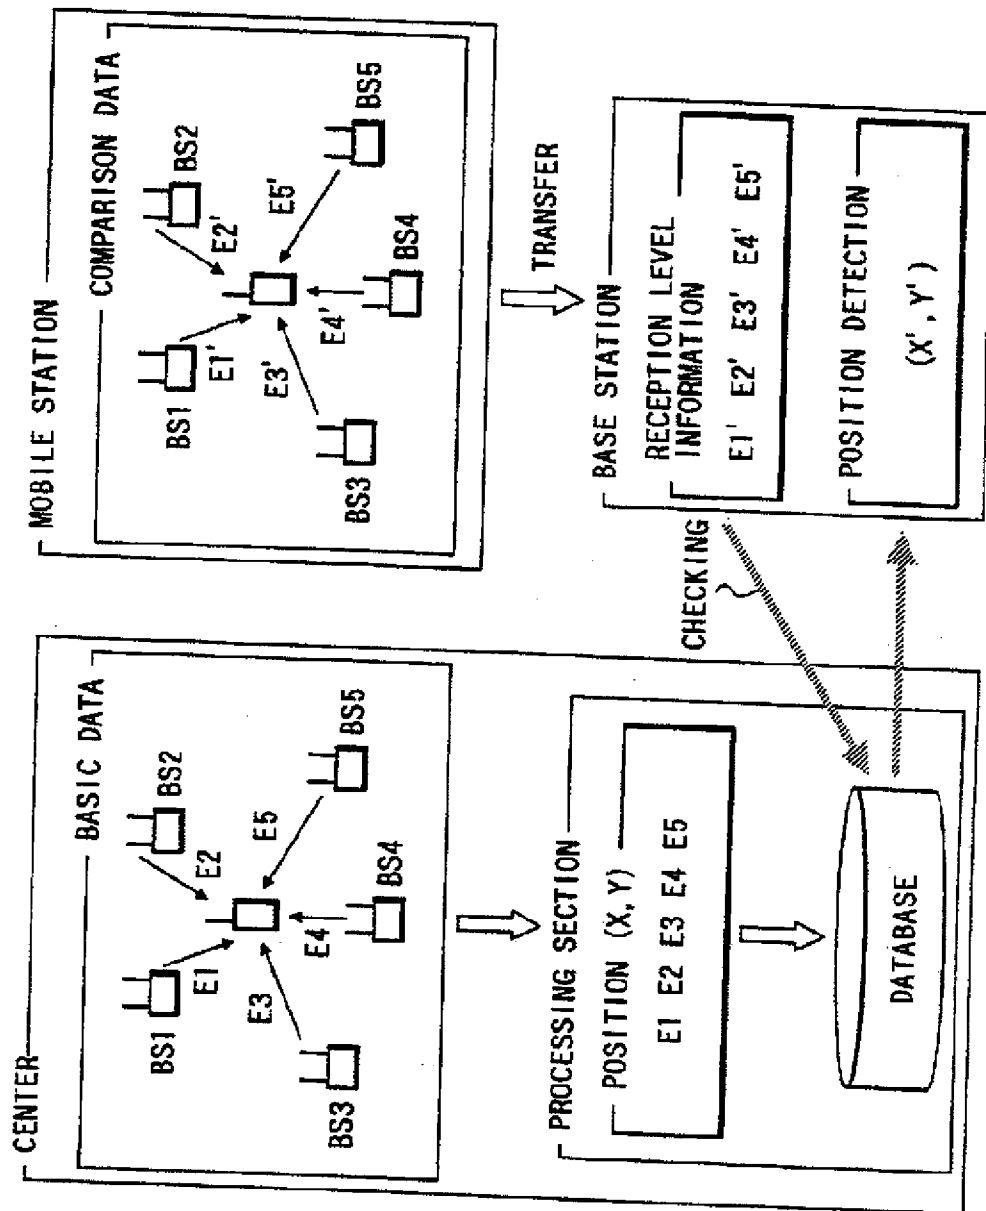 CENTER
BASIC DATA
BS1
BS2
BS3
BS4
BS5
E1
E2
E3
E4
E5
PROCESSING SECTION
POSITION (X,Y)
E1 E2 E3 E4 E5
DATABASE
MOBILE STATION
COMPARISON DATA
BS1
BS2
BS3
BS4
BS5
E1'
E2'
E3'
E4'
E5'
TRANSFER
BASE STATION
RECEPTION LEVEL
INFORMATION
E1' E2' E3' E4' E5'
POSITION DETECTION
(X',Y')
CHECKING